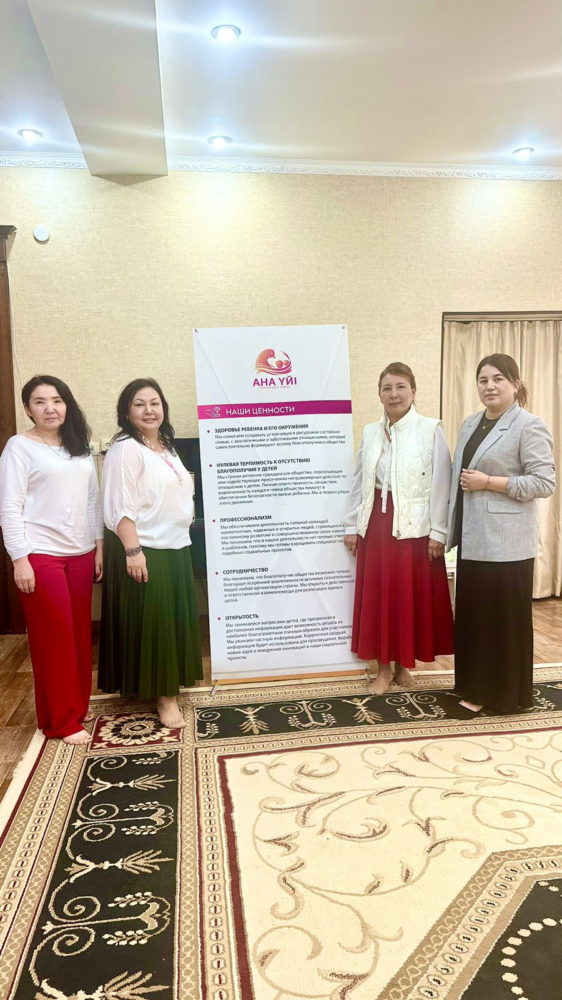 АНА ҮЙІ
ҚОҒАМДЫҚ ҚОРЫ
НАШИ ЦЕННОСТИ
ЗДОРОВЬЕ РЕБЕНКА И ЕГО ОКРУЖЕНИЯ
Мы помогаем создавать устойчивую в ресурсном состоянии
семью, с экологичными и заботливыми отношениями, которые
самостоятельно формируют основу благополучного общества.
НУЛЕВАЯ ТЕРПИМОСТЬ К ОТСУТСТВИЮ
БЛАГОПОЛУЧИЯ У ДЕТЕЙ
Мы строим активное гражданское общество, пересекающее
или содействующее пресечению неправомерных действий по
отношению к детям. Личная ответственность, сочувствие,
вовлеченность каждого члена общества помогут в
обеспечении безопасности жизни ребенка. Мы в первых рядах
этого движения.
ПРОФЕССИОНАЛИЗМ
Мы обеспечиваем деятельность сильной командой
компетентных, надежных и открытых людей, стремящихся к
постоянному развитию и совершенствованию своих
Мы понимаем, что в нашей деятельности нет готовых
и шаблонов, поэтому мы готовы взращивать специалистов
подобных социальных проектов.
СОТРУДНИЧЕСТВО
Мы понимаем, что благополучие общества возможно только
благодаря искренней вовлеченности активных сознательных
людей любой организации страны. Мы открыты к действенной
и ответственной взаимопомощи для реализации единых
целей.
ОТКРЫТОСТЬ
Мы занимаемся вопросами детей, где прозрачная и
достоверная информация дает возможность решать их
наиболее благоприятным этичным образом для участников
Мы уважаем частную информацию. Корректная сводная
информация будет использована для просвещения,
новых идей и внедрения инноваций в наши социальные
проекты.